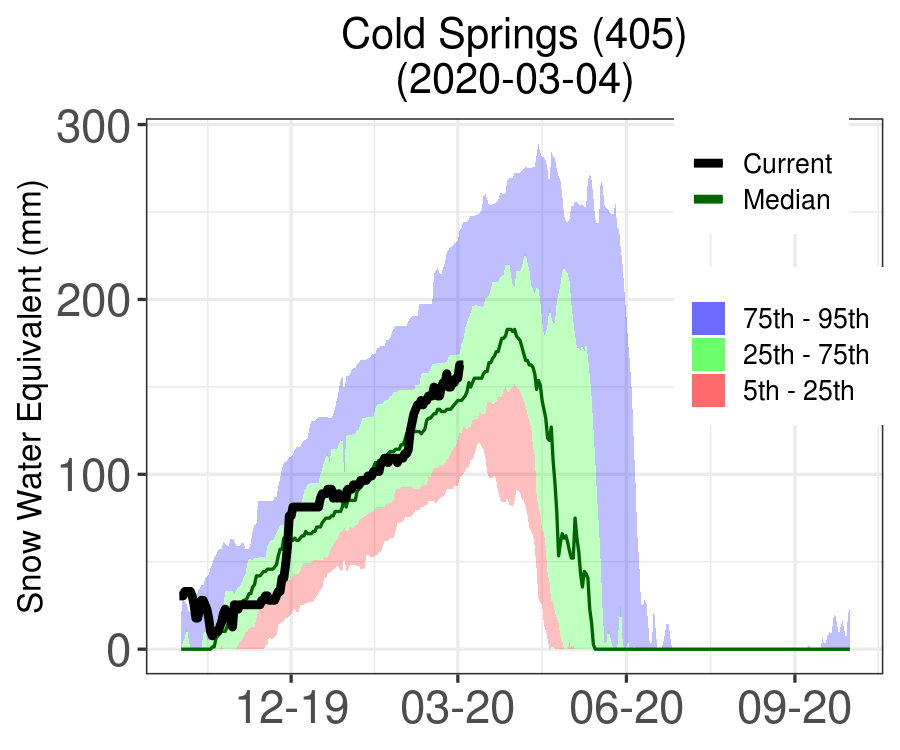 Cold Springs (405)
(2020-03-04)
Snow Water Equivalent (mm)
300
200
100
0
12-19
03-20
06-20
09-20
Current
Median
75th - 95th
25th - 75th
5th - 25th